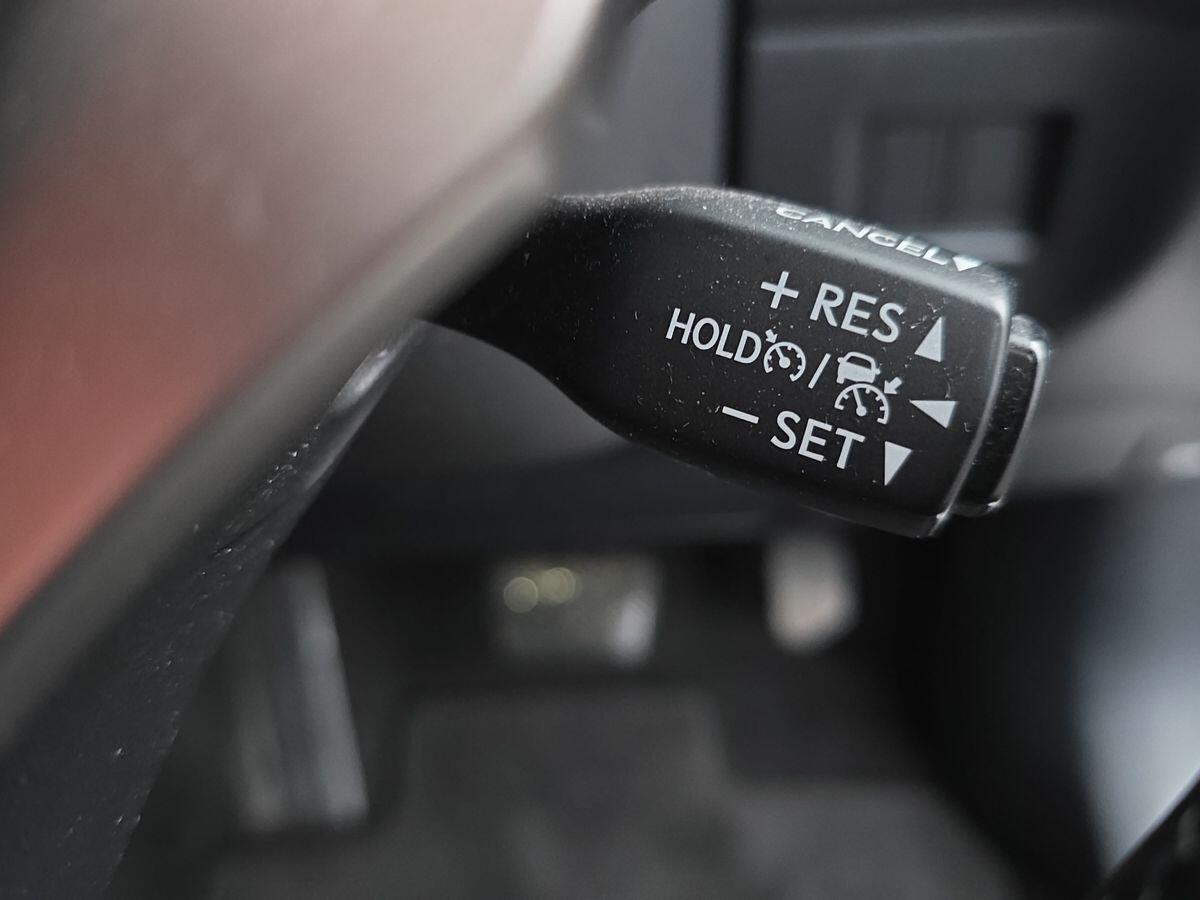 CANCEL▼
+ RES ▲
HOLD /
− SET ▼